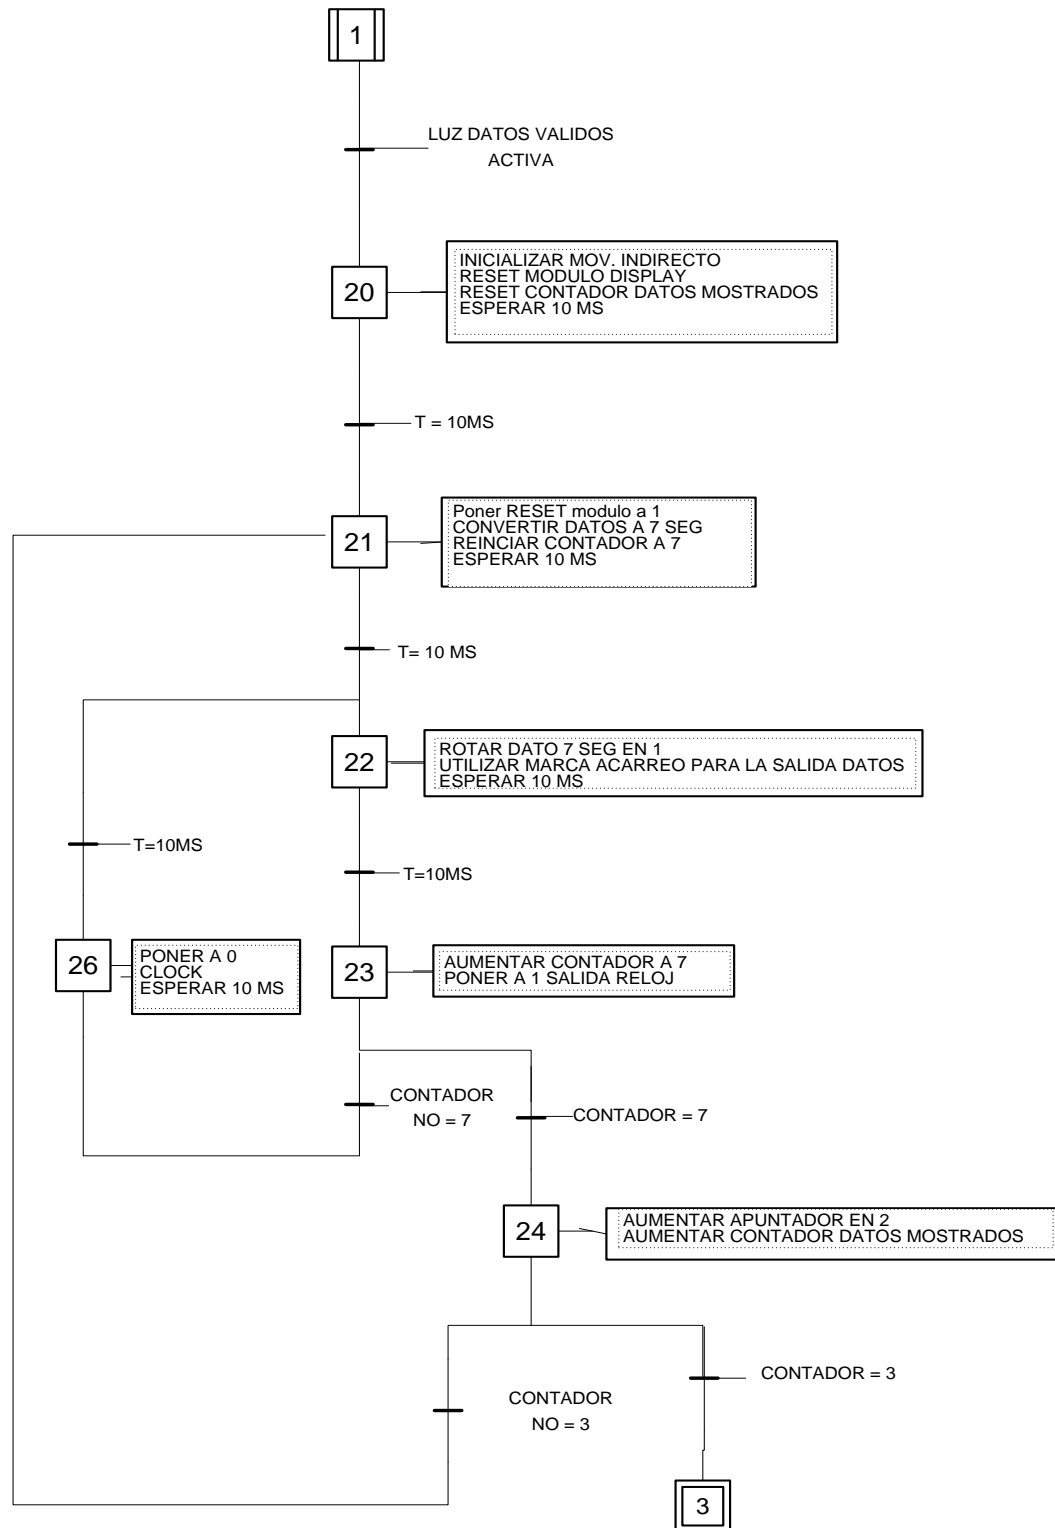 1
LUZ DATOS VALIDOS
ACTIVA
20
INICIALIZAR MOV. INDIRECTO
RESET MODULO DISPLAY
RESET CONTADOR DATOS MOSTRADOS
ESPERAR 10 MS
T = 10MS
21
Poner RESET modulo a 1
CONVERTIR DATOS A 7 SEG
REINCIAR CONTADOR A 7
ESPERAR 10 MS
T= 10 MS
22
ROTAR DATO 7 SEG EN 1
UTILIZAR MARCA ACARREO PARA LA SALIDA DATOS
ESPERAR 10 MS
T=10MS
T=10MS
26
PONER A 0
CLOCK
ESPERAR 10 MS
23
AUMENTAR CONTADOR A 7
PONER A 1 SALIDA RELOJ
CONTADOR
NO = 7
CONTADOR = 7
24
AUMENTAR APUNTADOR EN 2
AUMENTAR CONTADOR DATOS MOSTRADOS
CONTADOR
NO = 3
CONTADOR = 3
3